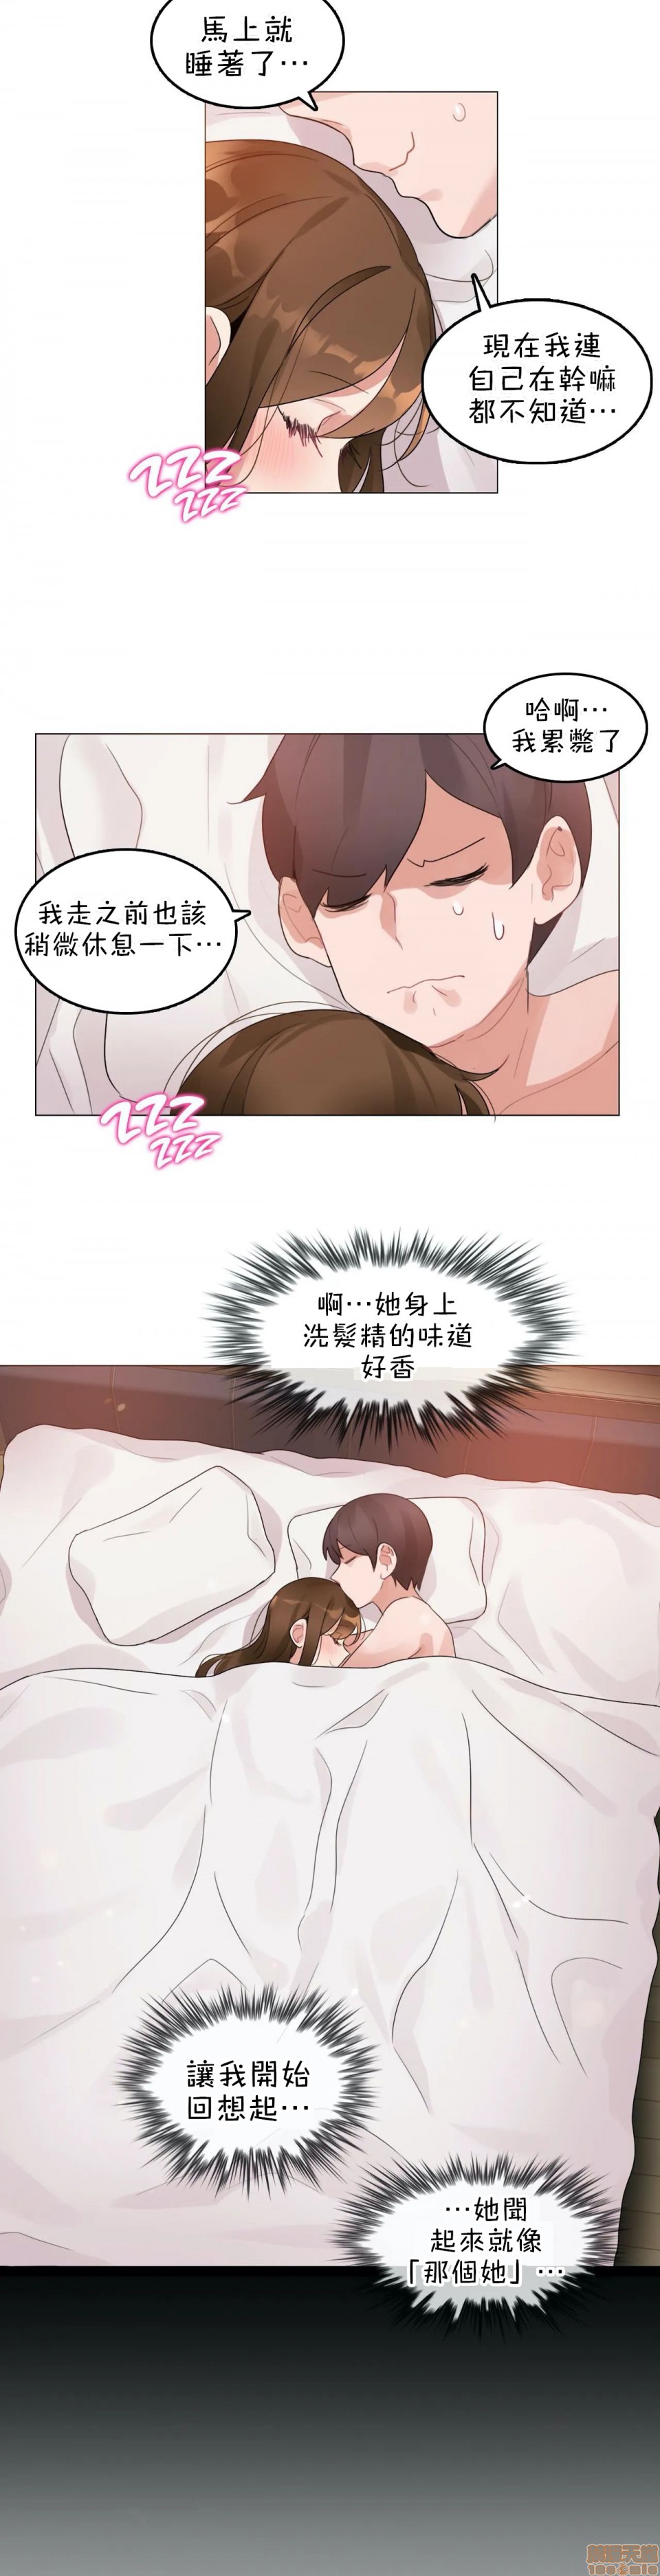 馬上就
睡著了…
現在我連
自己在幹嘛
都不知道…
ZZZ
ZZZ
哈啊…
我累斃了
我走之前也該
稍微休息一下…
ZZZ
ZZZ
啊…她身上
洗髮精的味道
好香
讓我開始
回想起…
…她聞
起來就像
「那個她」…